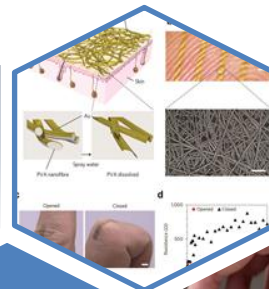 Skin
Au
Spray water
PVA nanofibre
PVA dissolved
c
Opened
Closed
d
Opened
Closed
1,000
500
Resistance (Ω)